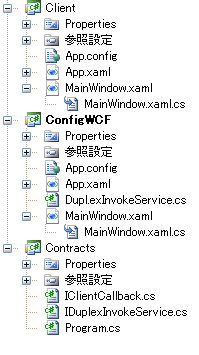 Client
Properties
参照設定
App.config
App.xaml
MainWindow.xaml
MainWindow.xaml.cs
ConfigWCF
Properties
参照設定
App.config
App.xaml
DuplexInvokeService.cs
MainWindow.xaml
MainWindow.xaml.cs
Contracts
Properties
参照設定
IClientCallback.cs
IDuplexInvokeService.cs
Program.cs